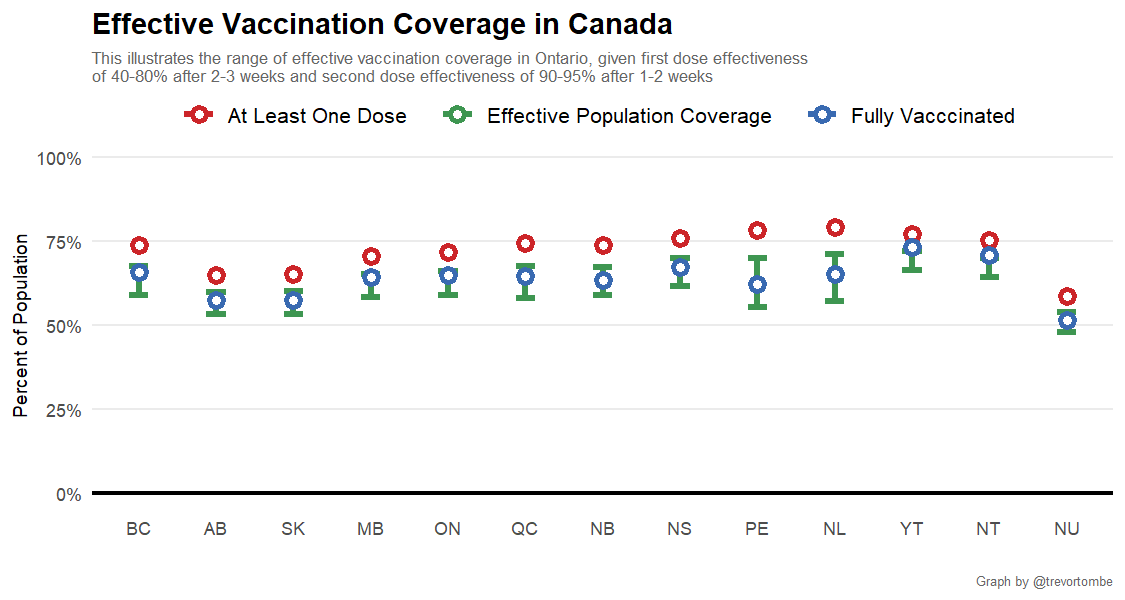 Effective Vaccination Coverage in Canada
This illustrates the range of effective vaccination coverage in Ontario, given first dose effectiveness
of 40-80% after 2-3 weeks and second dose effectiveness of 90-95% after 1-2 weeks
At Least One Dose Effective Population Coverage Fully Vacccinated
100%
75%
50%
25%
0%
Percent of Population
BC AB SK MB ON QC NB NS PE NL YT NT NU
Graph by @trevortombe